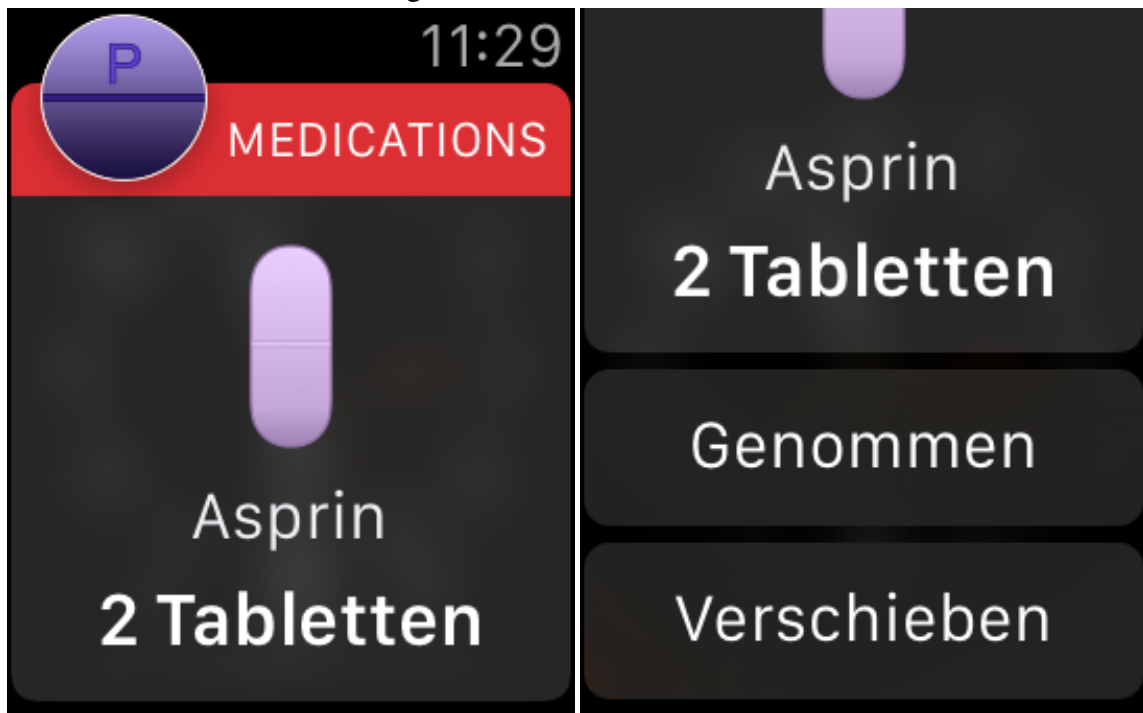 11:29
P
MEDICATIONS
Asprin
2 Tabletten
Asprin
2 Tabletten
Genommen
Verschieben